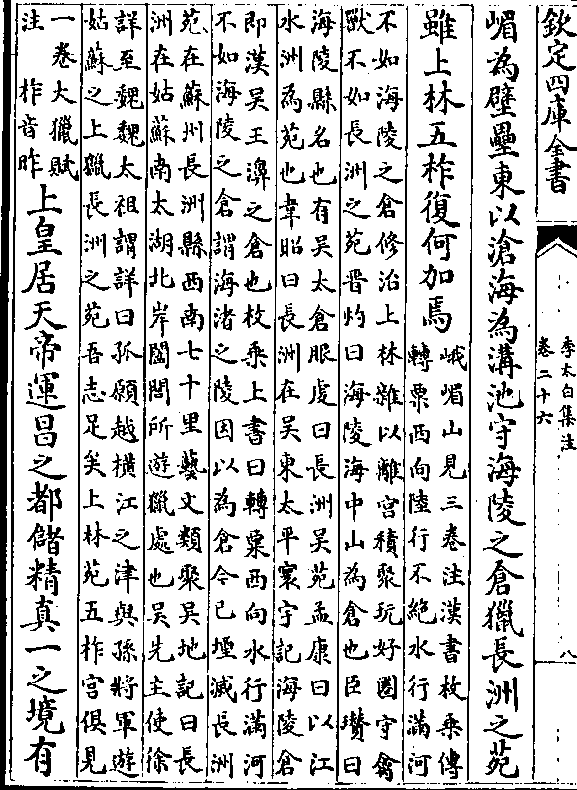 欽定四庫全書
李太白集注
卷二十六
八
嵋為壁壘東以滄海為溝池守海陵之倉獵長洲之苑
雖上林五柞復何加焉
峨嵋山見三卷注漢書枚乘傳
轉粟西向陸行不絶水行滿河
不如海陵之倉修治上林雜以離宮積聚玩好圈守禽
獸不如長洲之苑晉灼曰海陵海中山為倉也臣瓚曰
海陵縣名也有吳太倉服虔曰長洲吳苑孟康曰以江
水洲為苑也韋昭曰長洲在吳東太平寰宇記海陵倉
即漢吳王濞之倉也枚乘上書曰轉粟西向水行滿河
不如海陵之倉謂海渚之陵因以為倉今已堙滅長洲
苑在蘇州長洲縣西南七十里藝文類聚吳地記曰長
洲在姑蘇南太湖北岸闔閭所遊獵處也吳先主使徐
詳至魏魏太祖謂詳曰孤願越橫江之津與孫將軍遊
姑蘇之上獵長洲之苑吾志足矣上林苑五柞宮俱見
一卷大獵賦
注 柞音昨
上皇居天帝運昌之都儲精真一之境有